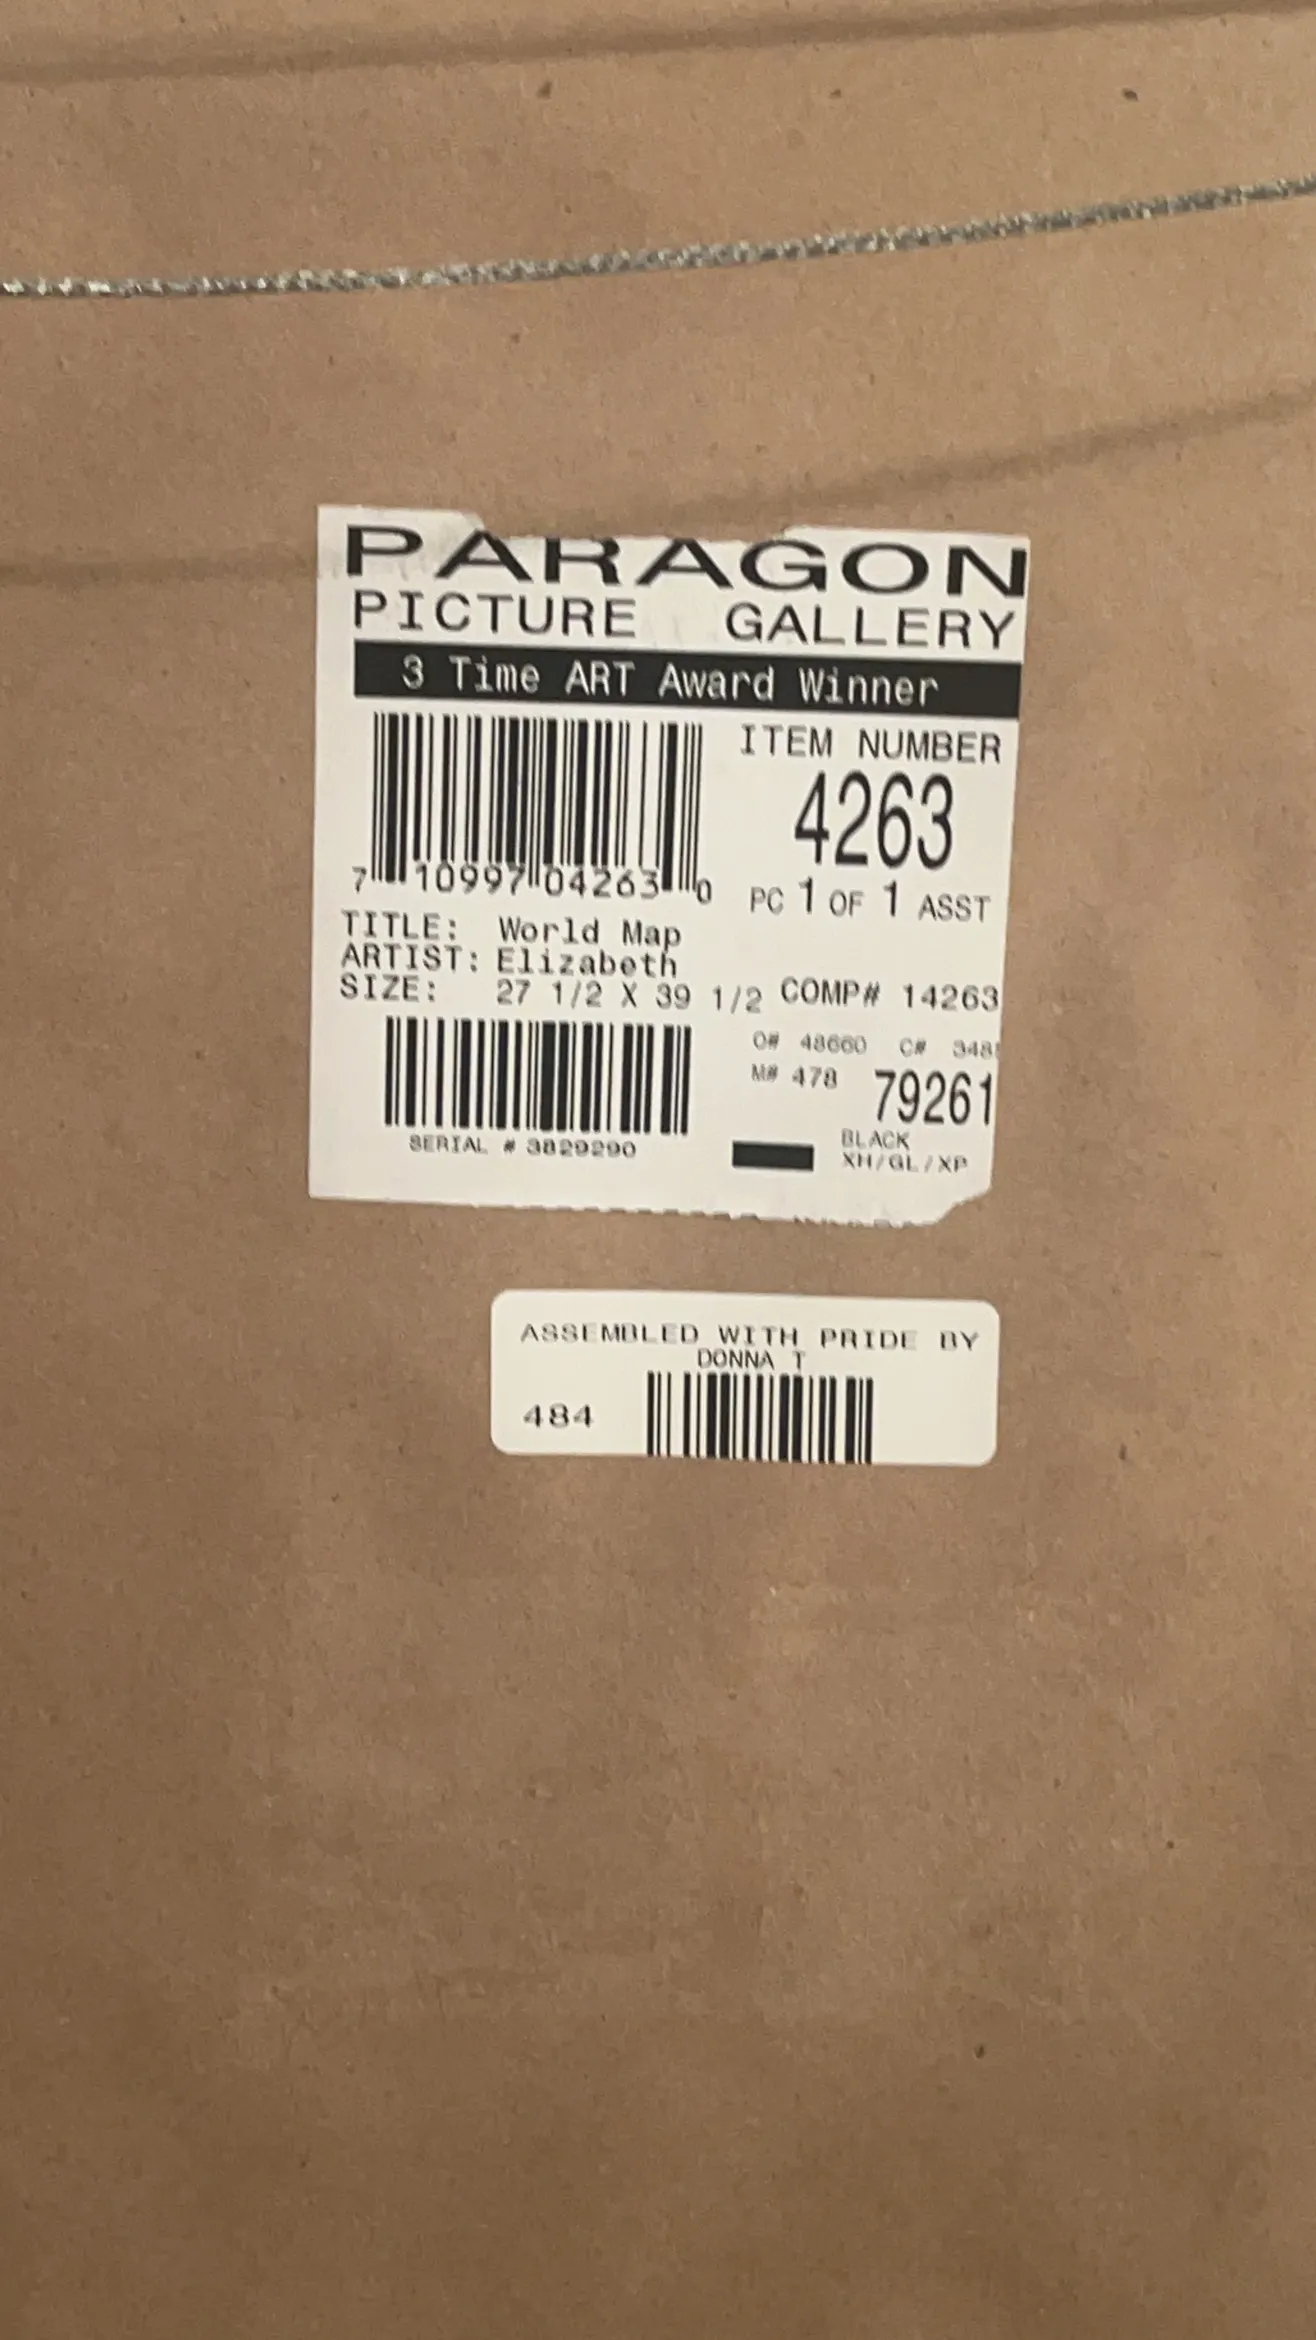 PARAGON
PICTURE GALLERY
3 Time ART Award Winner
ITEM NUMBER
4263
7 10997 04263 0
PC 1 OF 1 ASST
TITLE: World Map
ARTIST: Elizabeth
SIZE: 27 1/2 X 39 1/2 COMP# 14263
O# 48660 C# 348
M# 478 79261
SERIAL # 3829290
BLACK
XH/GL/XP
ASSEMBLED WITH PRIDE BY
DONNA T
484